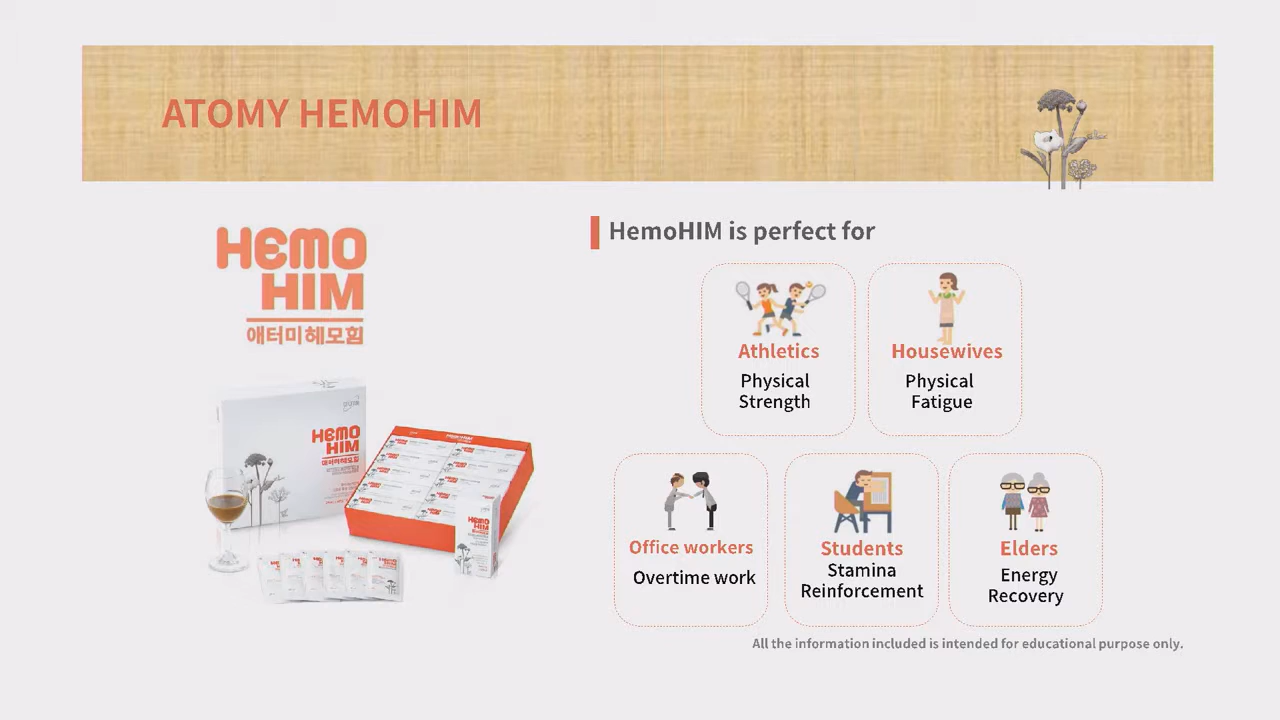 ATOMY HEMOHIM
HEMO
HIM
애터미 헤모힘
HEMO
HIM
애터미 헤모힘
HEMO
HIM
HemoHIM is perfect for
Athletics
Physical
Strength
Housewives
Physical
Fatigue
Office workers
Overtime work
Students
Stamina
Reinforcement
Elders
Energy
Recovery
All the information included is intended for educational purpose only.